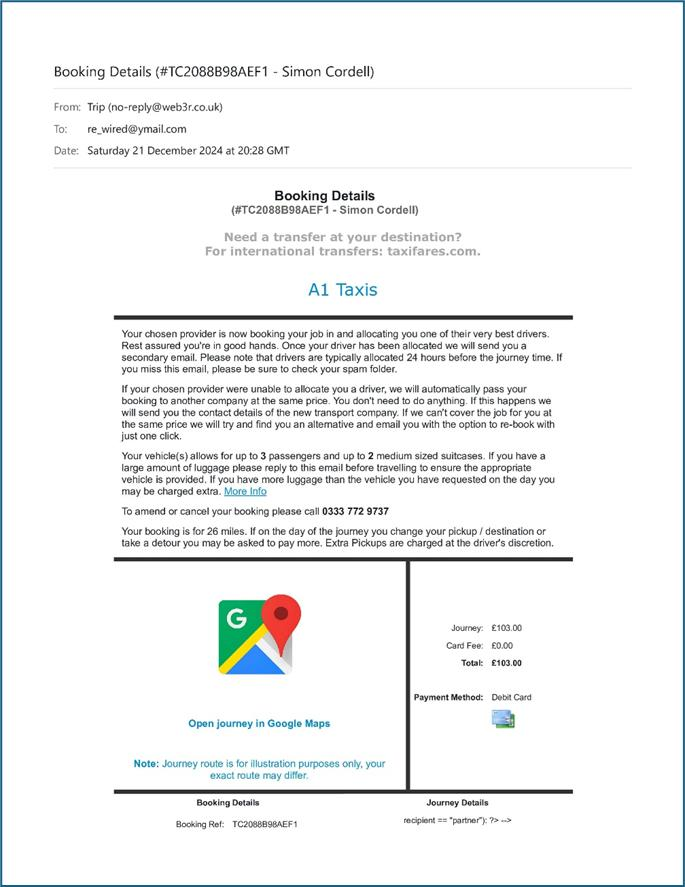 Booking Details (#TC2088B98AEF1 - Simon Cordell)
From: Trip (no-reply@web3r.co.uk)
To: re_wired@ymail.com
Date: Saturday 21 December 2024 at 20:28 GMT
Booking Details
(#TC2088B98AEF1 - Simon Cordell)
Need a transfer at your destination?
For international transfers: taxifares.com.
A1 Taxis
Your chosen provider is now booking your job in and allocating you one of their very best drivers.
Rest assured you're in good hands. Once your driver has been allocated we will send you a
secondary email. Please note that drivers are typically allocated 24 hours before the journey time. If
you miss this email, please be sure to check your spam folder.
If your chosen provider were unable to allocate you a driver, we will automatically pass your
booking to another company at the same price. You don't need to do anything. If this happens we
will send you the contact details of the new transport company. If we can't cover the job for you at
the same price we will try and find you an alternative and email you with the option to re-book with
just one click.
Your vehicle(s) allows for up to 3 passengers and up to 2 medium sized suitcases. If you have a
large amount of luggage please reply to this email before travelling to ensure the appropriate
vehicle is provided. If you have more luggage than the vehicle you have requested on the day you
may be charged extra. More Info
To amend or cancel your booking please call 0333 772 9737
Your booking is for 26 miles. If on the day of the journey you change your pickup / destination or
take a detour you may be asked to pay more. Extra Pickups are charged at the driver's discretion.
G
Open journey in Google Maps
Note: Journey route is for illustration purposes only, your
exact route may differ.
Journey: £103.00
Card Fee: £0.00
Total: £103.00
Payment Method: Debit Card
Booking Details
Booking Ref: TC2088B98AEF1
Journey Details
recipient == "partner"): ?> -->